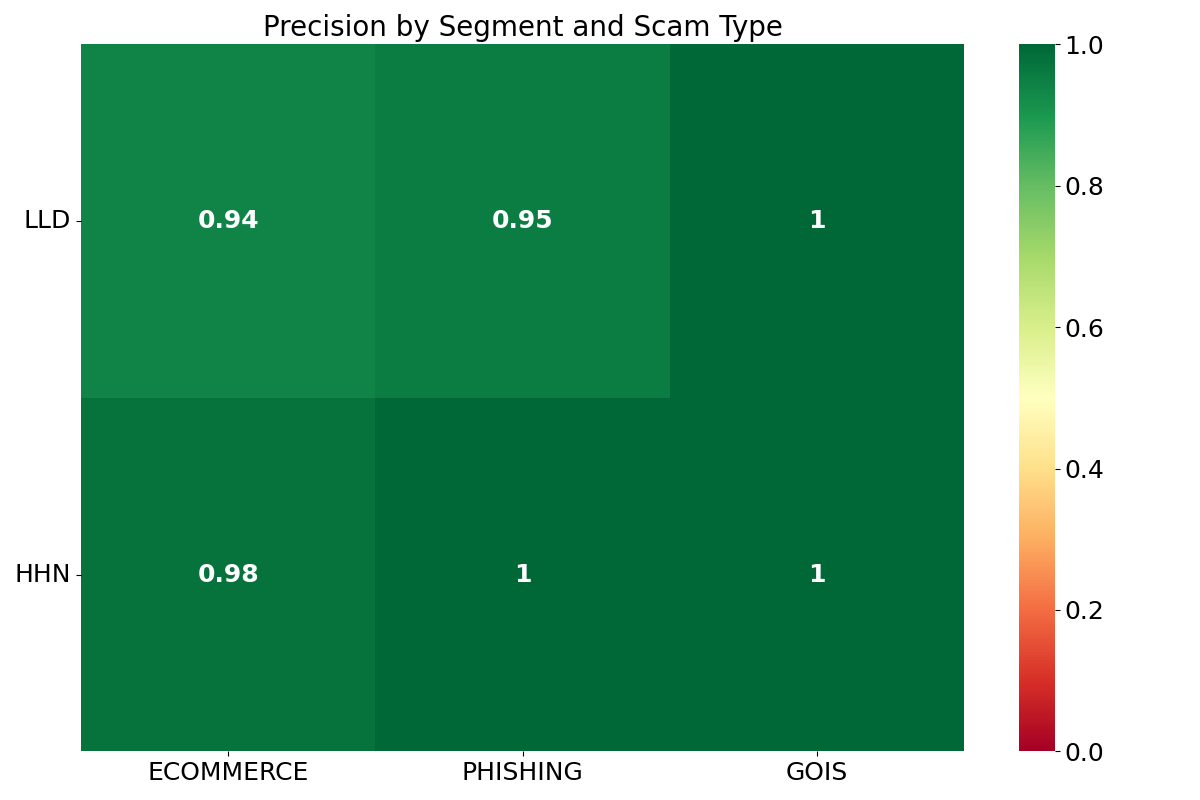 Precision by Segment and Scam Type
LLD
0.94
0.95
1
HHN
0.98
1
1
ECOMMERCE
PHISHING
GOIS
1.0
0.8
0.6
0.4
0.2
0.0